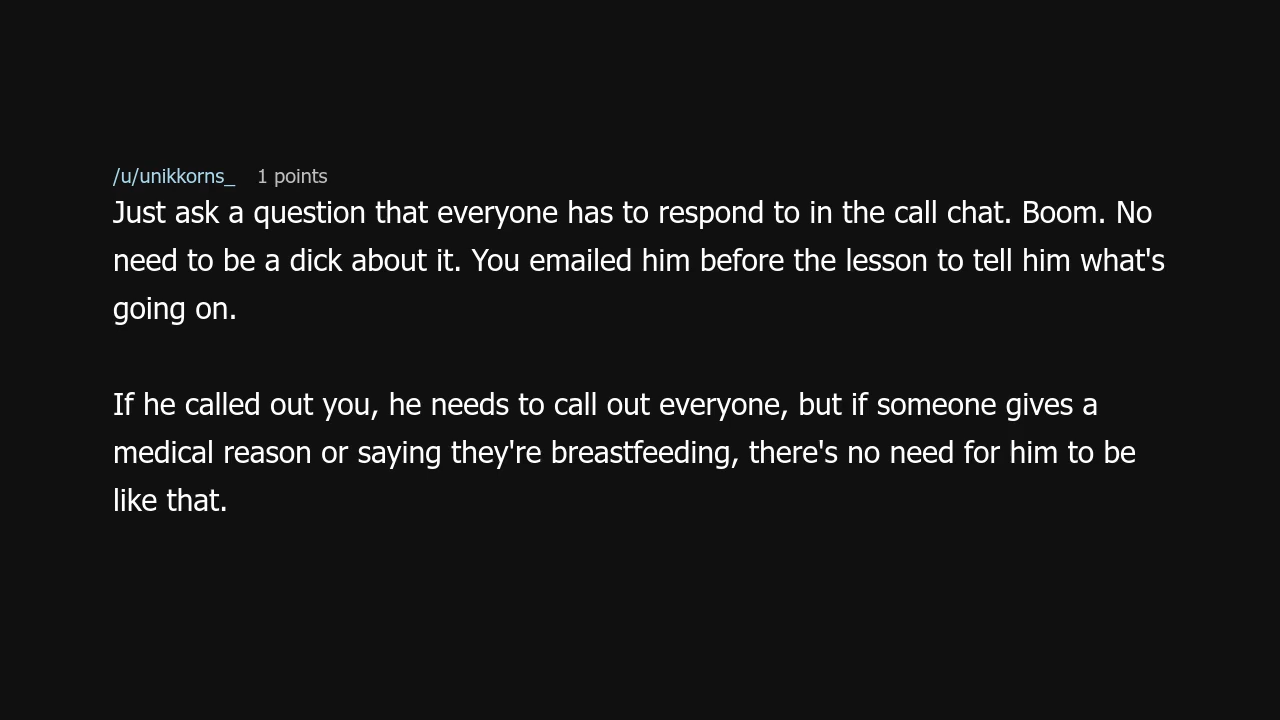 /u/unikkorns_ 1 points
Just ask a question that everyone has to respond to in the call chat. Boom. No
need to be a dick about it. You emailed him before the lesson to tell him what's
going on.
If he called out you, he needs to call out everyone, but if someone gives a
medical reason or saying they're breastfeeding, there's no need for him to be
like that.